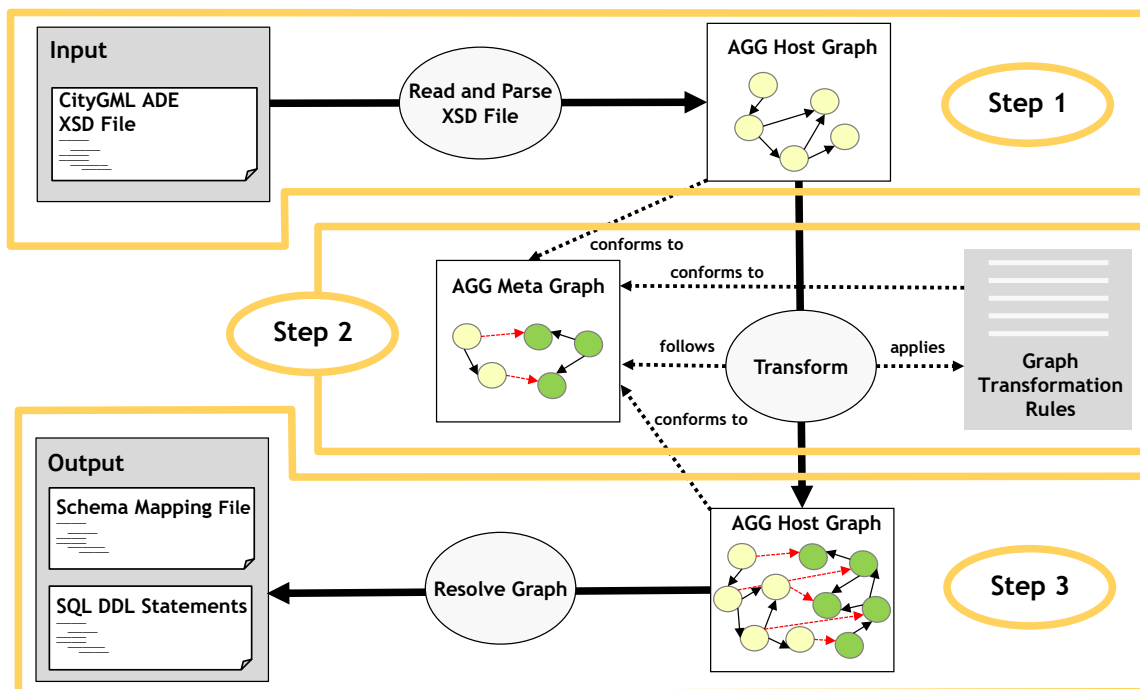 Input
CityGML ADE
XSD File
Read and Parse
XSD File
AGG Host Graph
Step 1
conforms to
conforms to
AGG Meta Graph
Step 2
follows
Transform
applies
Graph
Transformation
Rules
conforms to
Output
Schema Mapping File
SQL DDL Statements
Resolve Graph
AGG Host Graph
Step 3